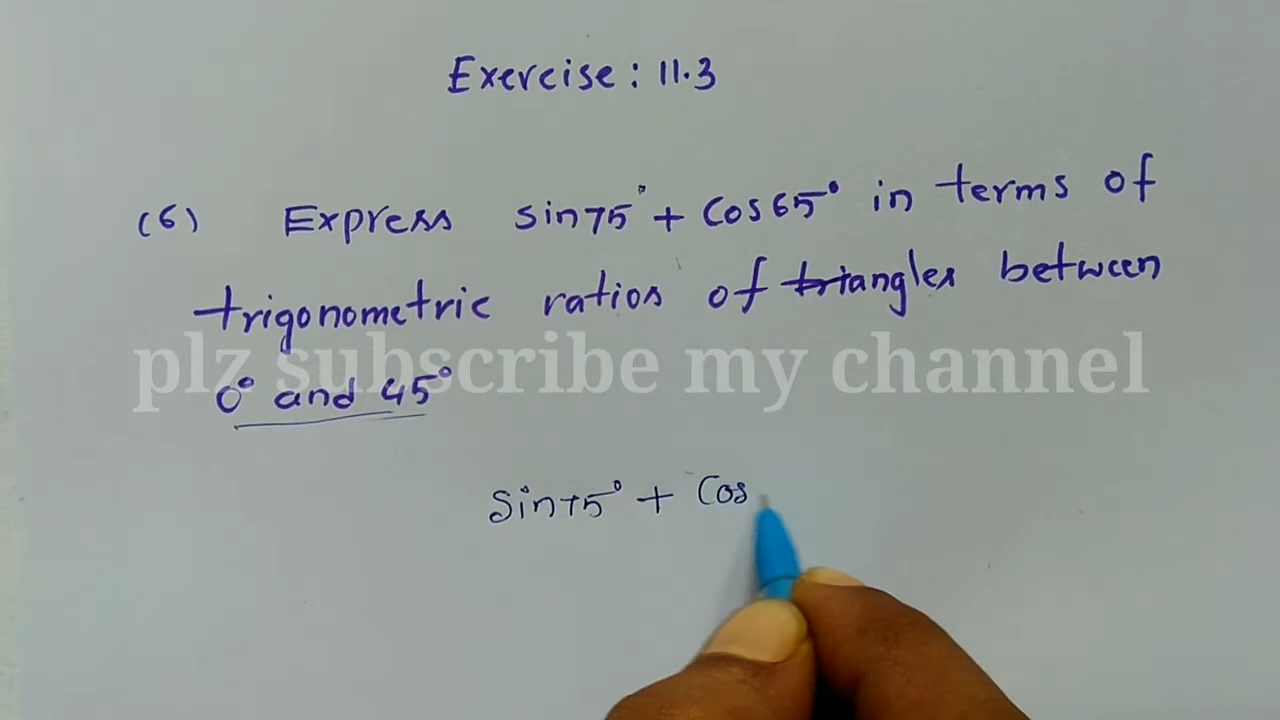 Exercise: 11.3
(6) Express sin75° + cos65° in terms of
trigonometric ratios of triangles between
plz subscribe my channel
0° and 45°
sin75° + cos